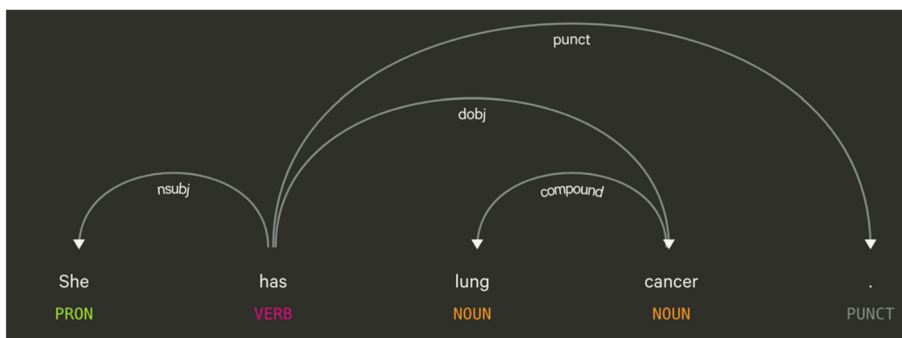 punct
dobj
nsubj compound
She has lung cancer .
PRON VERB NOUN NOUN PUNCT